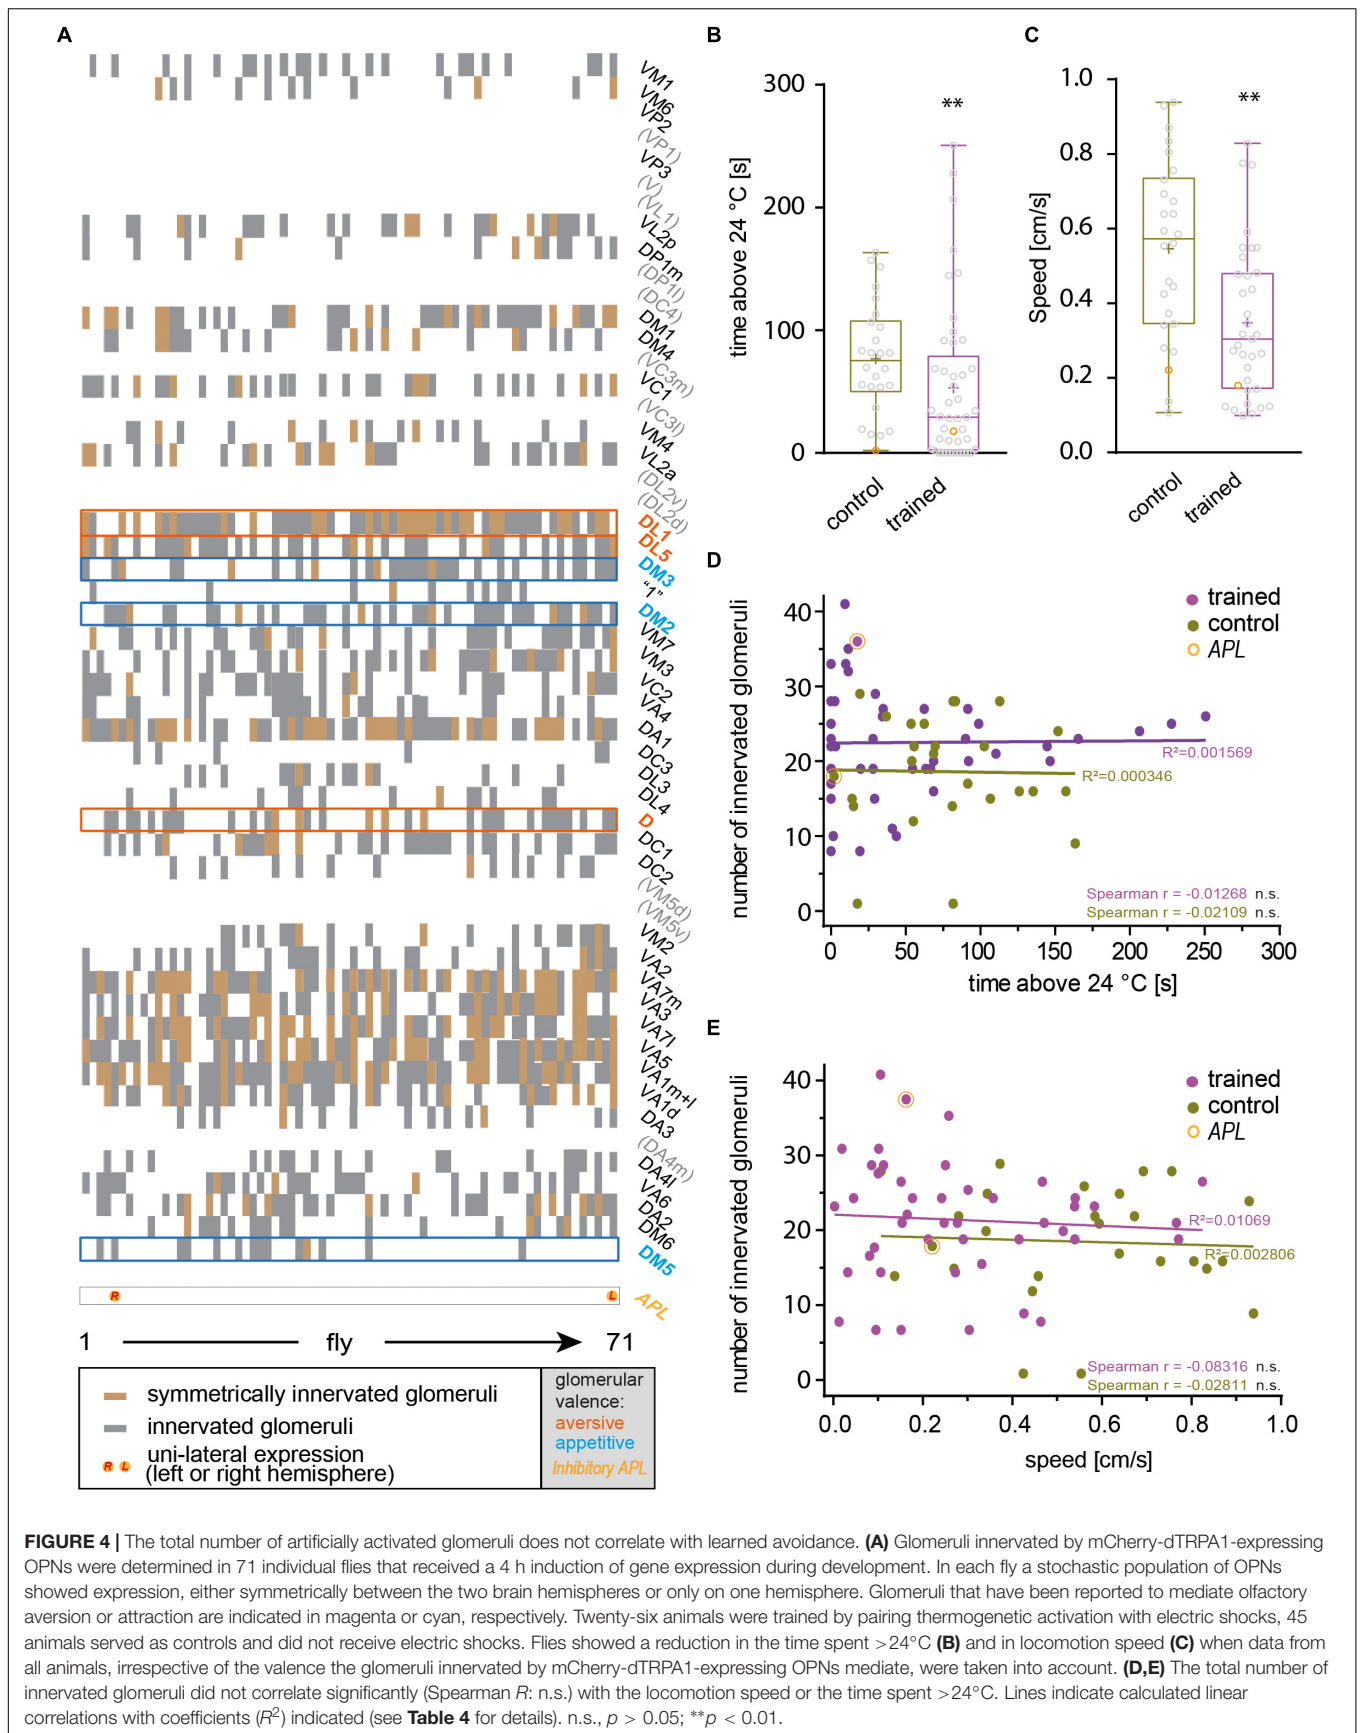 A
VM1
VM6
VP2
(VP1)
VP3
(V)
(VL1)
VL2p
DP1m
(DP1l)
(DC4)
DM1
DM4
(VC3m)
VC1
(VC3l)
VM4
VL2a
(DL2v)
(DL2d)
DL1
DL5
DM3
"1"
DM2
VM7
VM3
VC2
VA4
DA1
DC3
DL3
DL4
D
DC1
DC2
(VM5d)
(VM5v)
VM2
VA2
VA7m
VA3
VA7l
VA5
VA1m+l
VA1d
DA3
(DA4m)
DA4l
VA6
DA2
DM6
DM5
R L APL
1 fly 71
symmetrically innervated glomeruli
innervated glomeruli
R L uni-lateral expression
(left or right hemisphere)
glomerular
valence:
aversive
appetitive
Inhibitory APL
B
time above 24 °C [s]
300
200
100
0
**
control
trained
C
Speed [cm/s]
1.0
0.8
0.6
0.4
0.2
0.0
**
control
trained
D
number of innervated glomeruli
40
30
20
10
0
trained
control
APL
R²=0.001569
R²=0.000346
Spearman r = -0.01268 n.s.
Spearman r = -0.02109 n.s.
0 50 100 150 200 250 300
time above 24 °C [s]
E
number of innervated glomeruli
40
30
20
10
0
trained
control
APL
R²=0.01069
R²=0.002806
Spearman r = -0.08316 n.s.
Spearman r = -0.02811 n.s.
0.0 0.2 0.4 0.6 0.8 1.0
speed [cm/s]
FIGURE 4 | The total number of artificially activated glomeruli does not correlate with learned avoidance. (A) Glomeruli innervated by mCherry-dTRPA1-expressing
OPNs were determined in 71 individual flies that received a 4 h induction of gene expression during development. In each fly a stochastic population of OPNs
showed expression, either symmetrically between the two brain hemispheres or only on one hemisphere. Glomeruli that have been reported to mediate olfactory
aversion or attraction are indicated in magenta or cyan, respectively. Twenty-six animals were trained by pairing thermogenetic activation with electric shocks, 45
animals served as controls and did not receive electric shocks. Flies showed a reduction in the time spent >24°C (B) and in locomotion speed (C) when data from
all animals, irrespective of the valence the glomeruli innervated by mCherry-dTRPA1-expressing OPNs mediate, were taken into account. (D,E) The total number of
innervated glomeruli did not correlate significantly (Spearman R: n.s.) with the locomotion speed or the time spent >24°C. Lines indicate calculated linear
correlations with coefficients (R²) indicated (see Table 4 for details). n.s., p > 0.05; **p < 0.01.